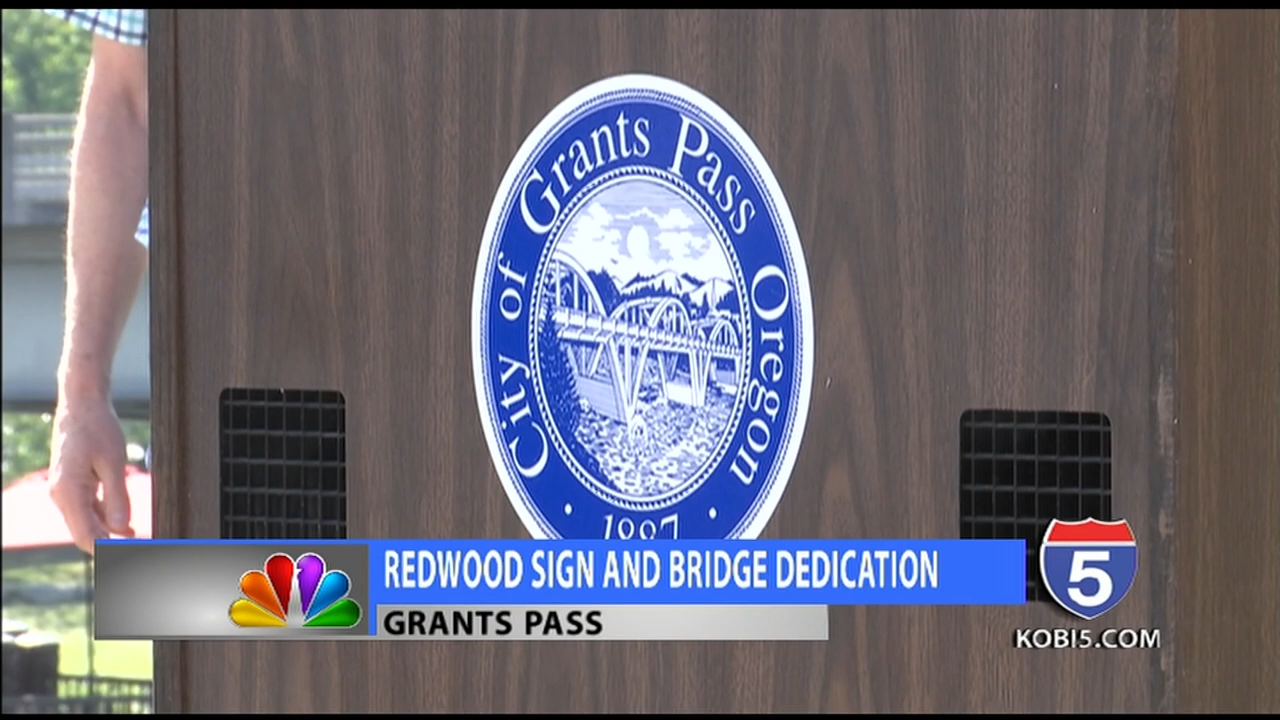 City of Grants Pass Oregon
• 1887 •
REDWOOD SIGN AND BRIDGE DEDICATION
GRANTS PASS
5
KOBI5.COM